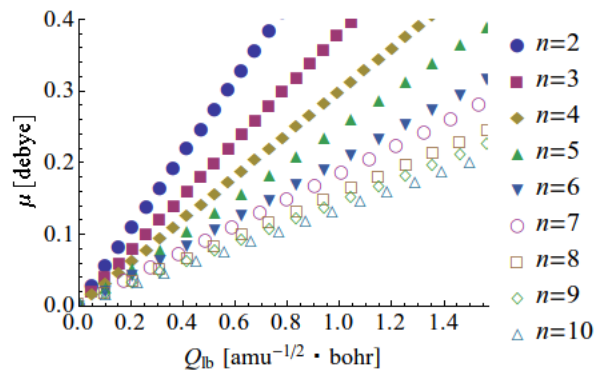 0.4
0.3
0.2
0.1
0.0
μ [debye]
0.0 0.2 0.4 0.6 0.8 1.0 1.2 1.4
Q_lb [amu^{-1/2} · bohr]
n=2
n=3
n=4
n=5
n=6
n=7
n=8
n=9
n=10